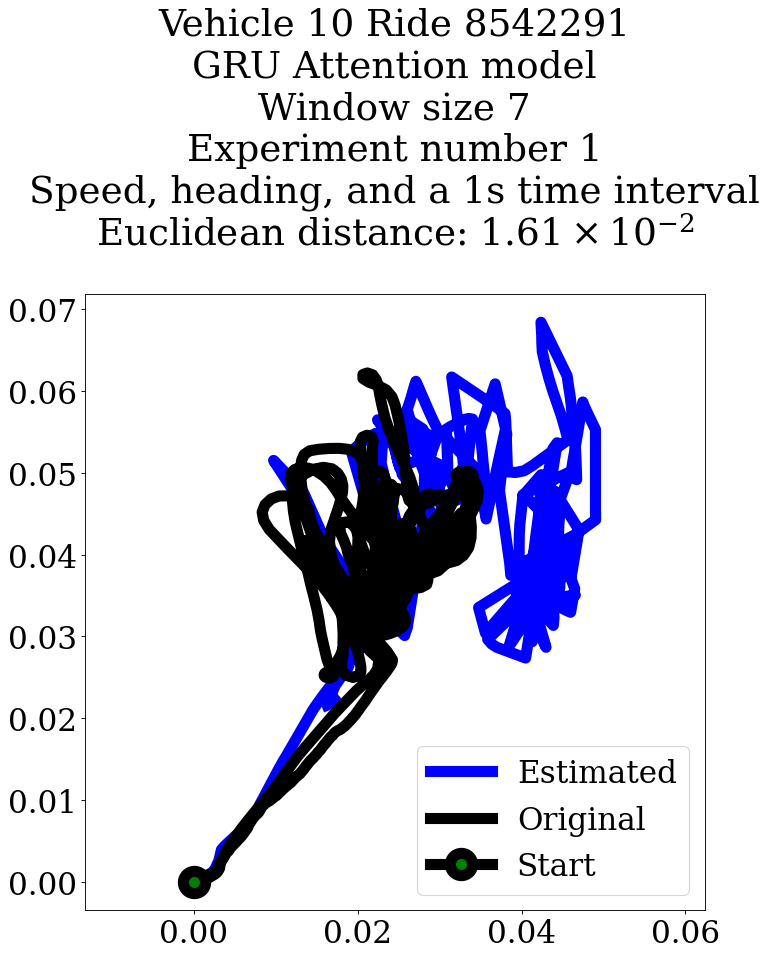 Vehicle 10 Ride 8542291
GRU Attention model
Window size 7
Experiment number 1
Speed, heading, and a 1s time interval
Euclidean distance: 1.61 × 10⁻²
0.07
0.06
0.05
0.04
0.03
0.02
0.01
0.00
Estimated
Original
Start
0.00 0.02 0.04 0.06